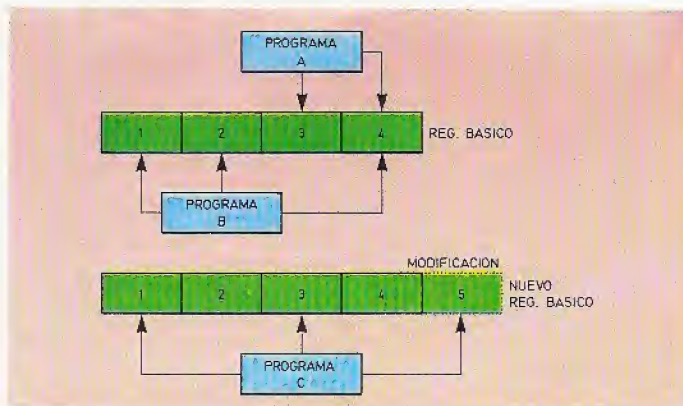 PROGRAMA
A
1 2 3 4 REG. BASICO
PROGRAMA
B
MODIFICACION
1 2 3 4 5 NUEVO
REG. BASICO
PROGRAMA
C